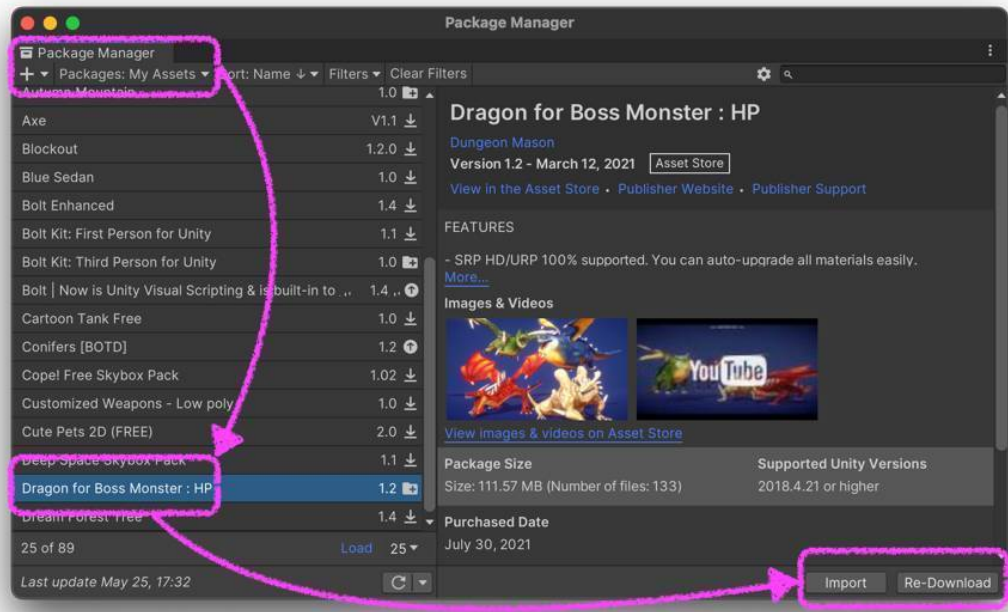 Package Manager
Package Manager
+ ▾ Packages: My Assets ▾ ort: Name ↓ ▾ Filters ▾ Clear Filters
Autumn Mountain 1.0
Axe V1.1
Blockout 1.2.0
Blue Sedan 1.0
Bolt Enhanced 1.4
Bolt Kit: First Person for Unity 1.1
Bolt Kit: Third Person for Unity 1.0
Bolt | Now is Unity Visual Scripting & is built-in to ... 1.4...
Cartoon Tank Free 1.0
Conifers [BOTD] 1.2
Cope! Free Skybox Pack 1.02
Customized Weapons - Low poly 1.0
Cute Pets 2D (FREE) 2.0
Deep Space Skybox Pack 1.1
Dragon for Boss Monster : HP 1.2
Dream Forest Tree 1.4
25 of 89 Load 25 ▾
Last update May 25, 17:32
Dragon for Boss Monster : HP
Dungeon Mason
Version 1.2 - March 12, 2021 Asset Store
View in the Asset Store • Publisher Website • Publisher Support
FEATURES
- SRP HD/URP 100% supported. You can auto-upgrade all materials easily.
More...
Images & Videos
YouTube
View images & videos on Asset Store
Package Size
Size: 111.57 MB (Number of files: 133)
Supported Unity Versions
2018.4.21 or higher
Purchased Date
July 30, 2021
Import Re-Download